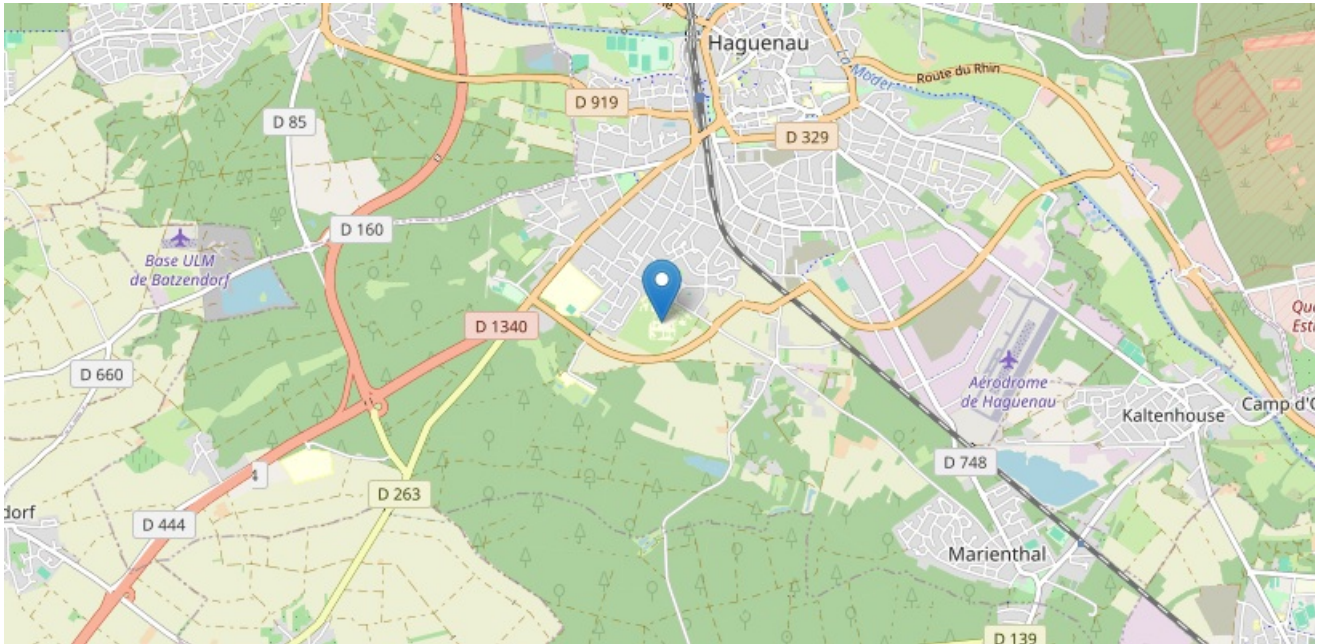 Haguenau
La Moder
Route du Rhin
D 919
D 85
D 329
D 160
Base ULM
de Batzendorf
D 1340
D 660
Aérodrome
de Haguenau
Kaltenhouse
D 748
4
D 263
dorf
D 444
Marienthal
D 139